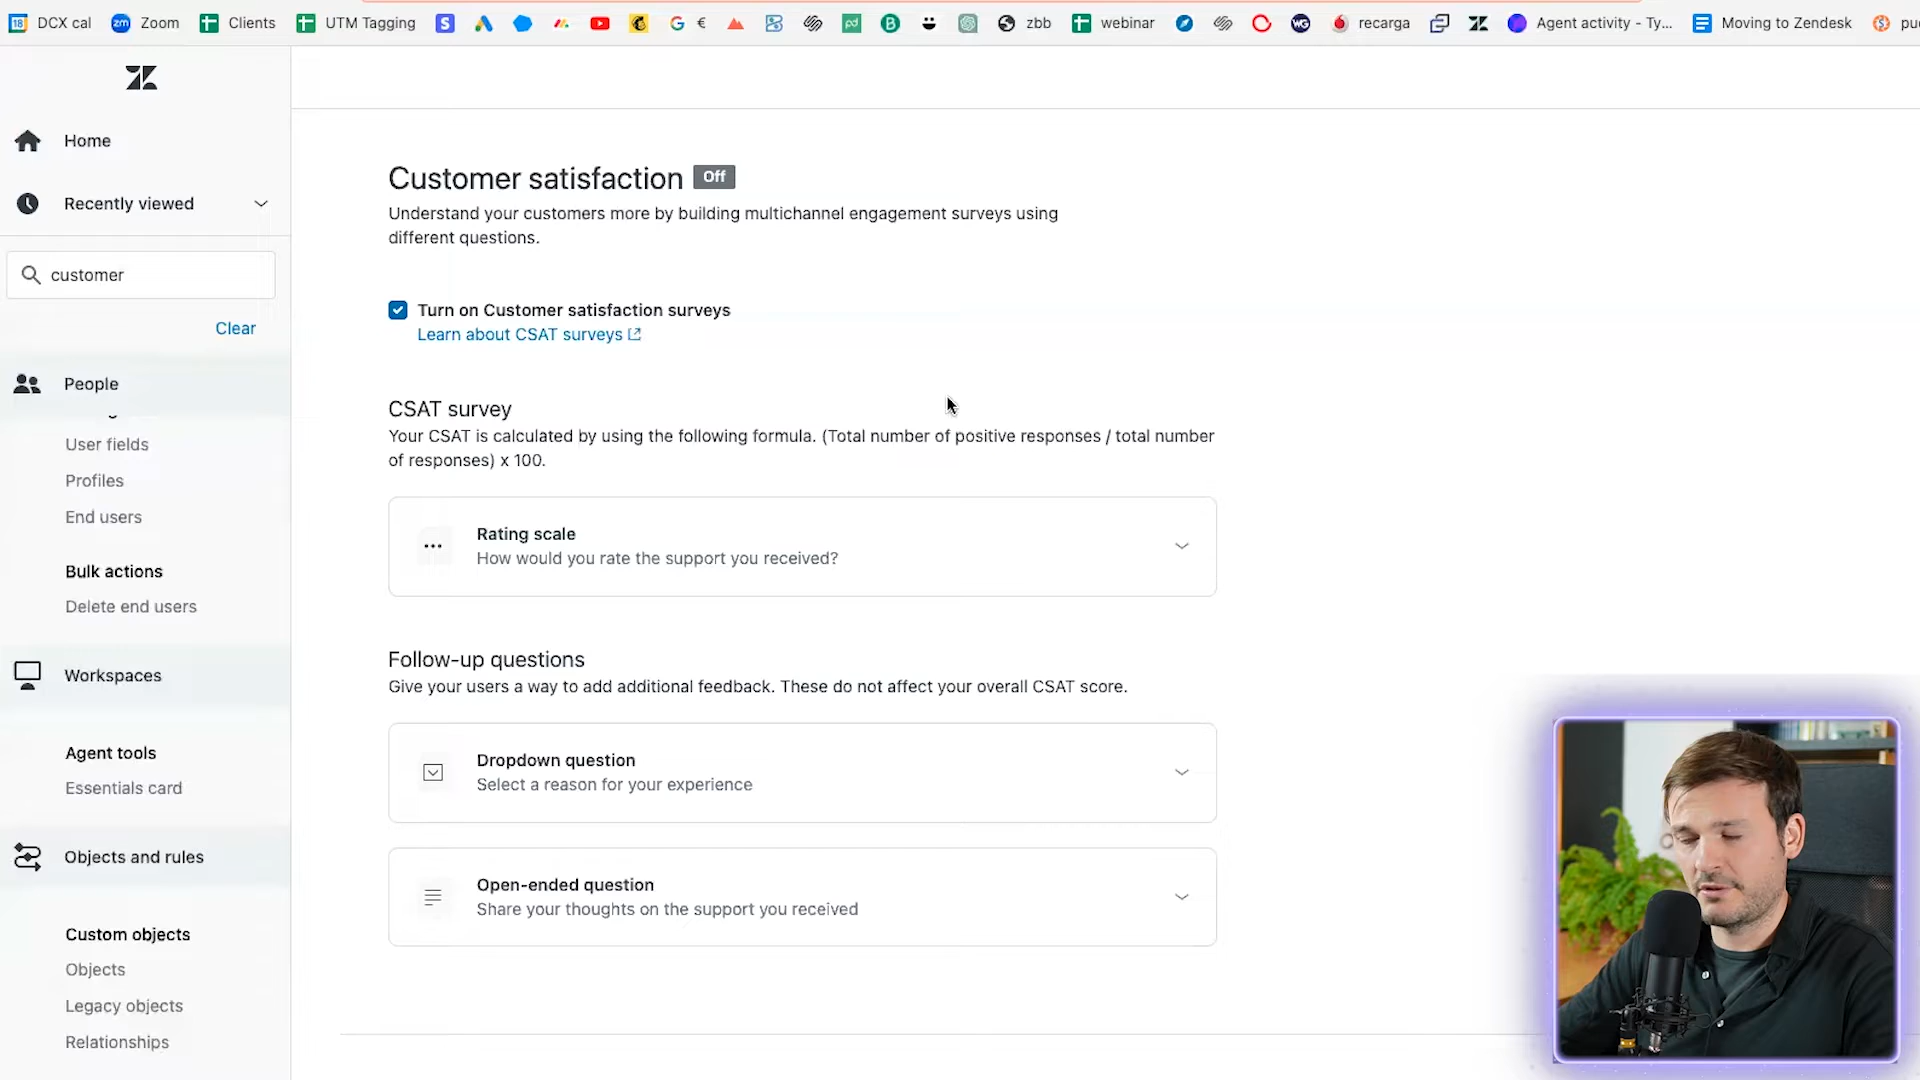 18 DCX cal
zm Zoom
Clients
UTM Tagging
S
G
€
pd
B
zbb
webinar
WG
recarga
Agent activity - Ty...
Moving to Zendesk
Home
Recently viewed
customer
Clear
People
User fields
Profiles
End users
Bulk actions
Delete end users
Workspaces
Agent tools
Essentials card
Objects and rules
Custom objects
Objects
Legacy objects
Relationships
Customer satisfaction Off
Understand your customers more by building multichannel engagement surveys using
different questions.
Turn on Customer satisfaction surveys
Learn about CSAT surveys
CSAT survey
Your CSAT is calculated by using the following formula. (Total number of positive responses / total number
of responses) x 100.
Rating scale
How would you rate the support you received?
Follow-up questions
Give your users a way to add additional feedback. These do not affect your overall CSAT score.
Dropdown question
Select a reason for your experience
Open-ended question
Share your thoughts on the support you received